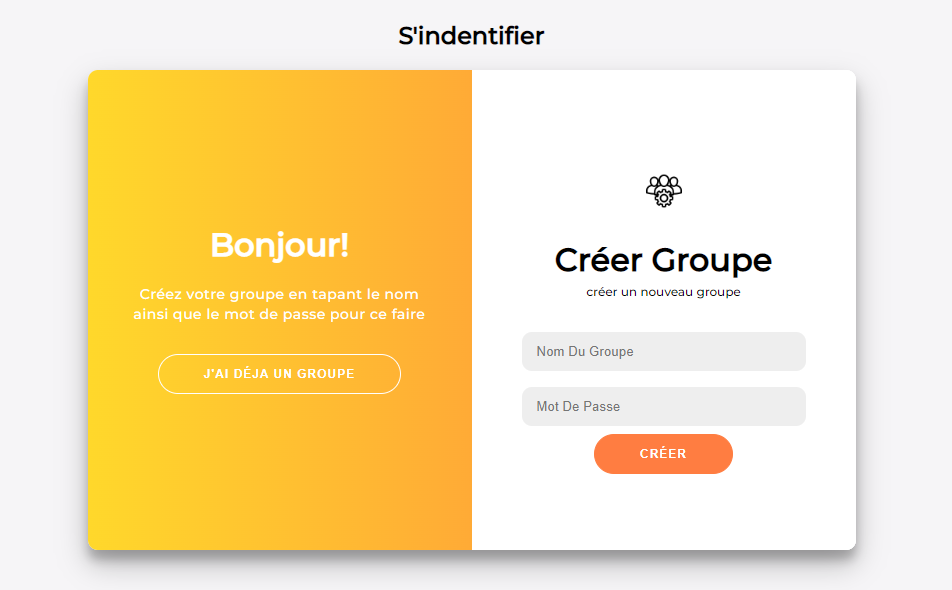 S'indentifier
Bonjour!
Créez votre groupe en tapant le nom
ainsi que le mot de passe pour ce faire
J'AI DÉJA UN GROUPE
Créer Groupe
créer un nouveau groupe
Nom Du Groupe
Mot De Passe
CRÉER